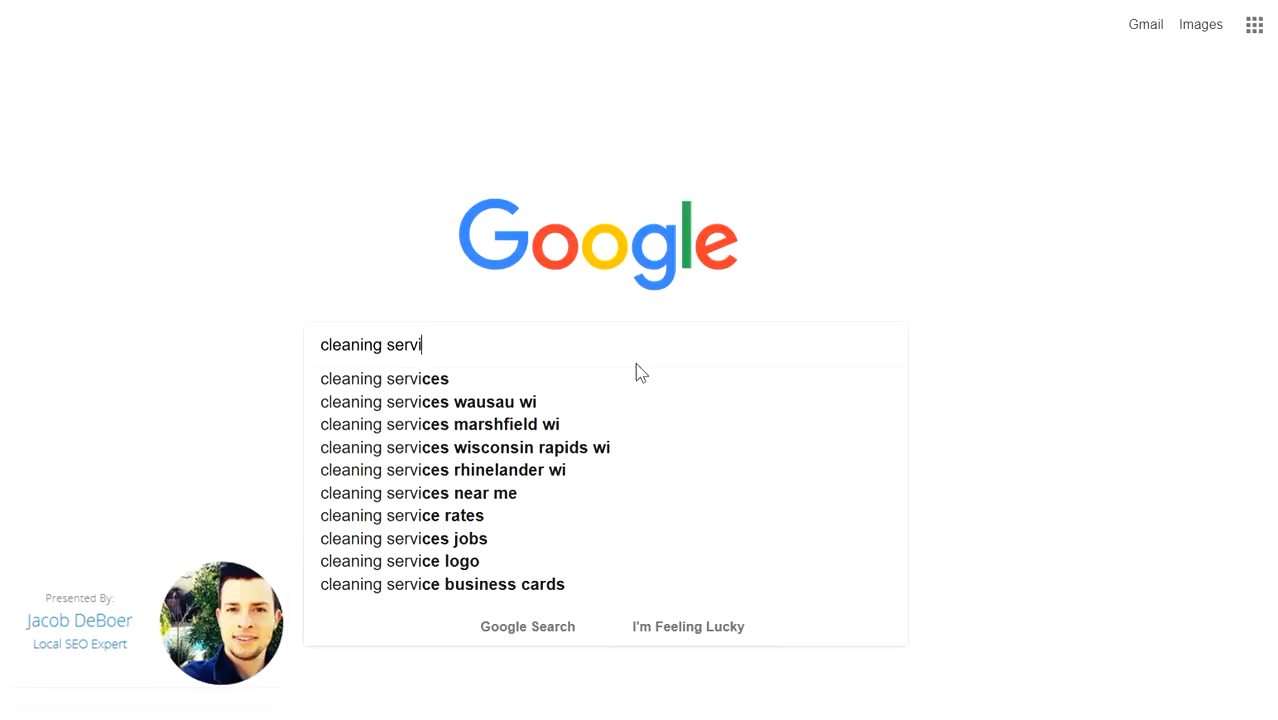 Gmail Images
Google
cleaning servi
cleaning services
cleaning services wausau wi
cleaning services marshfield wi
cleaning services wisconsin rapids wi
cleaning services rhinelander wi
cleaning services near me
cleaning service rates
cleaning services jobs
cleaning service logo
cleaning service business cards
Google Search I'm Feeling Lucky
Presented By:
Jacob DeBoer
Local SEO Expert